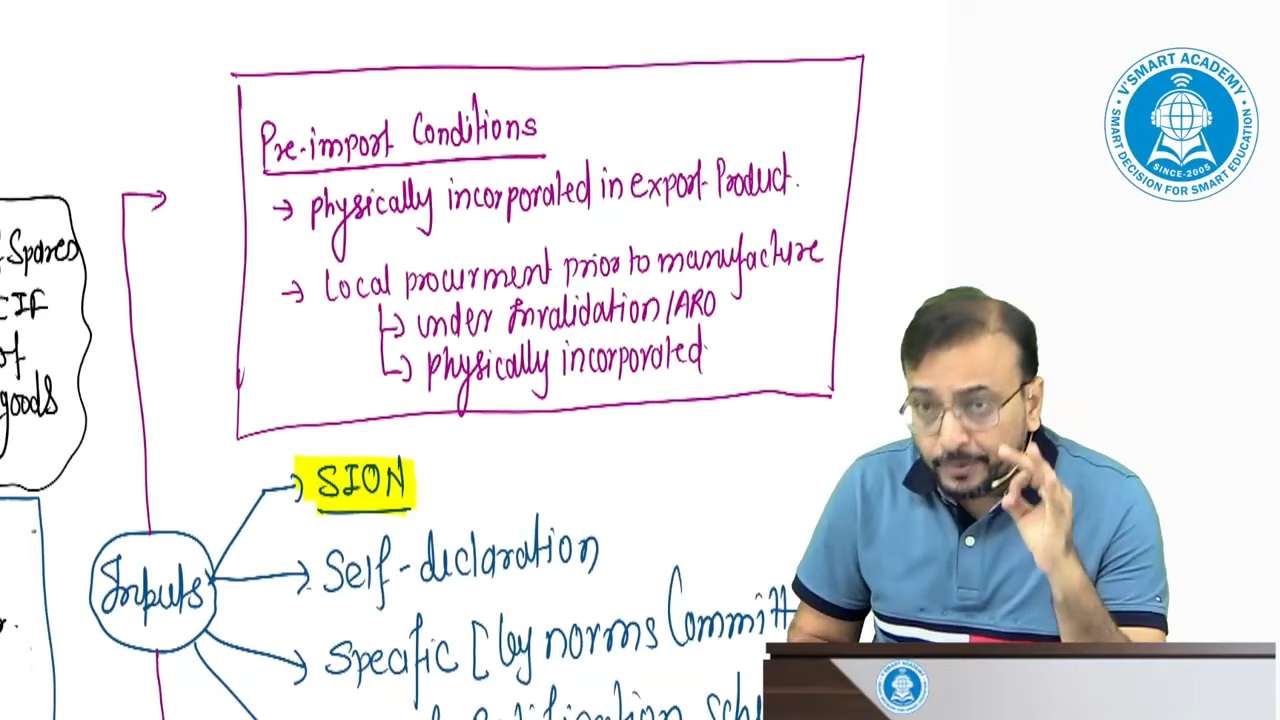 Pre-import Conditions
→ physically incorporated in export Product.
→ Local procurment prior to manufacture
↳ under Invalidation/ARO
↳ physically incorporated
Spares
CIF
of
goods
SION
Inputs
Self-declaration
Specific [by norms Committ
V'SMART ACADEMY
SINCE-2005
SMART DECISION FOR SMART EDUCATION